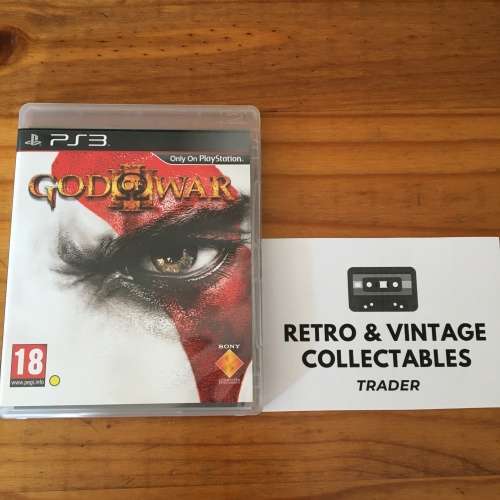 PS3
Only On PlayStation
GOD OF WAR
III
18
www.pegi.info
SONY
RETRO & VINTAGE
COLLECTABLES
TRADER